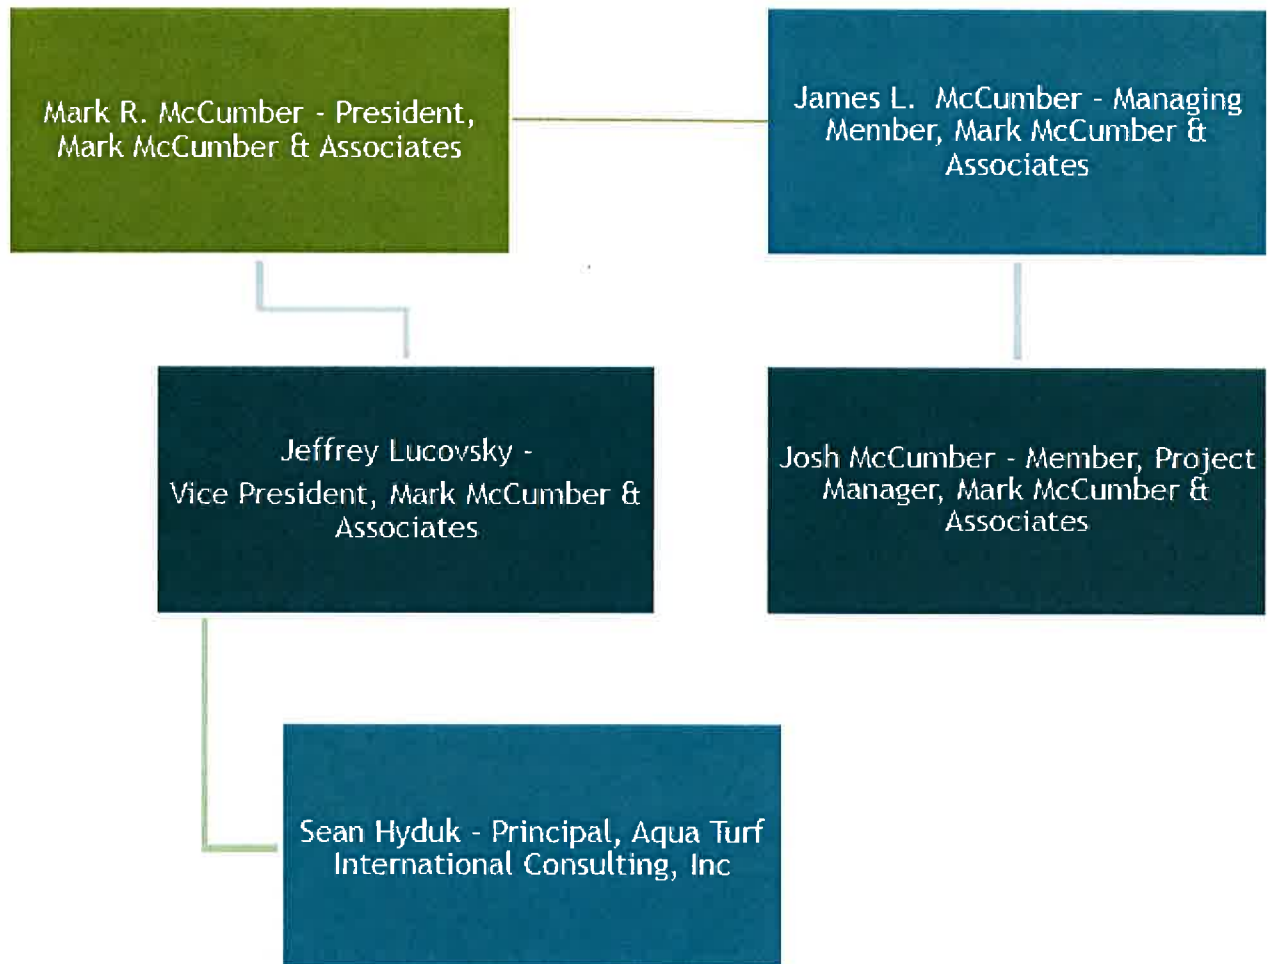 Mark R. McCumber - President,
Mark McCumber & Associates
James L. McCumber - Managing
Member, Mark McCumber &
Associates
Jeffrey Lucovsky -
Vice President, Mark McCumber &
Associates
Josh McCumber - Member, Project
Manager, Mark McCumber &
Associates
Sean Hyduk - Principal, Aqua Turf
International Consulting, Inc